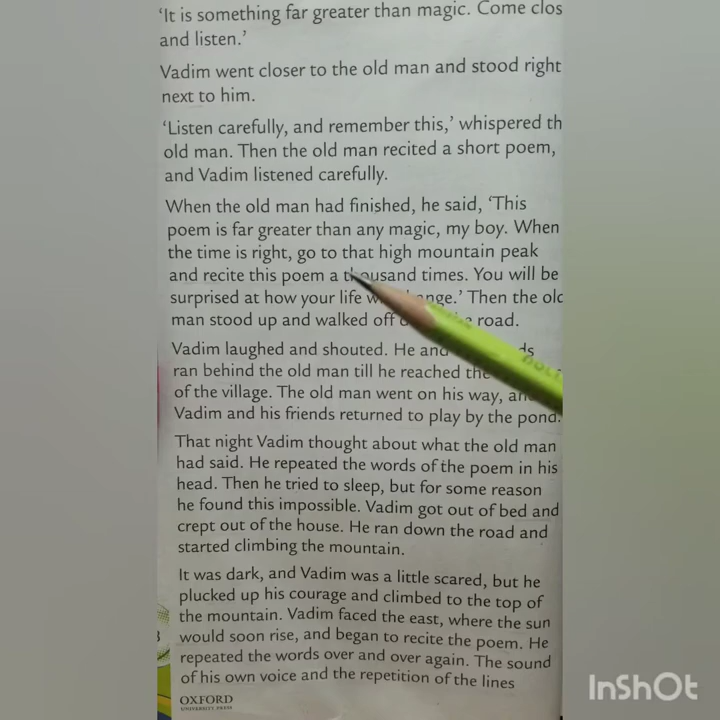 ‘It is something far greater than magic. Come clos
and listen.’
Vadim went closer to the old man and stood right
next to him.
‘Listen carefully, and remember this,’ whispered th
old man. Then the old man recited a short poem,
and Vadim listened carefully.
When the old man had finished, he said, ‘This
poem is far greater than any magic, my boy. When
the time is right, go to that high mountain peak
and recite this poem a thousand times. You will be
surprised at how your life w ange.’ Then the old
man stood up and walked off road.
Vadim laughed and shouted. He and ds
ran behind the old man till he reached the
of the village. The old man went on his way, an
Vadim and his friends returned to play by the pond.
That night Vadim thought about what the old man
had said. He repeated the words of the poem in his
head. Then he tried to sleep, but for some reason
he found this impossible. Vadim got out of bed and
crept out of the house. He ran down the road and
started climbing the mountain.
It was dark, and Vadim was a little scared, but he
plucked up his courage and climbed to the top of
the mountain. Vadim faced the east, where the sun
would soon rise, and began to recite the poem. He
repeated the words over and over again. The sound
of his own voice and the repetition of the lines
OXFORD
UNIVERSITY PRESS
InShOt